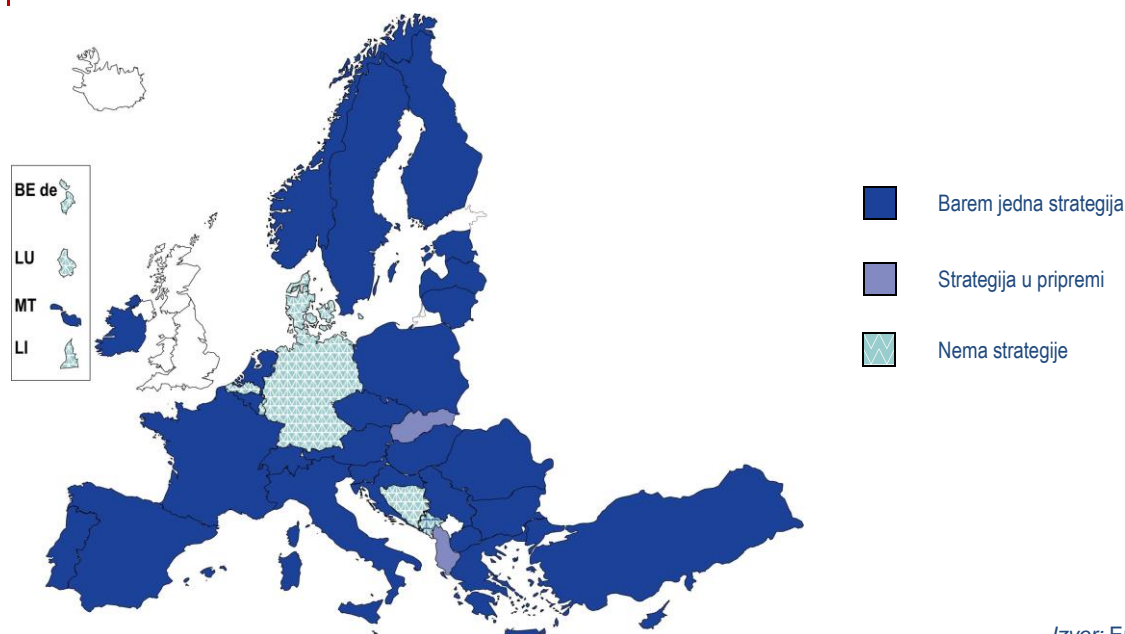 BE de
LU
MT
LI
Barem jedna strategija
Strategija u pripremi
Nema strategije
Izvor: